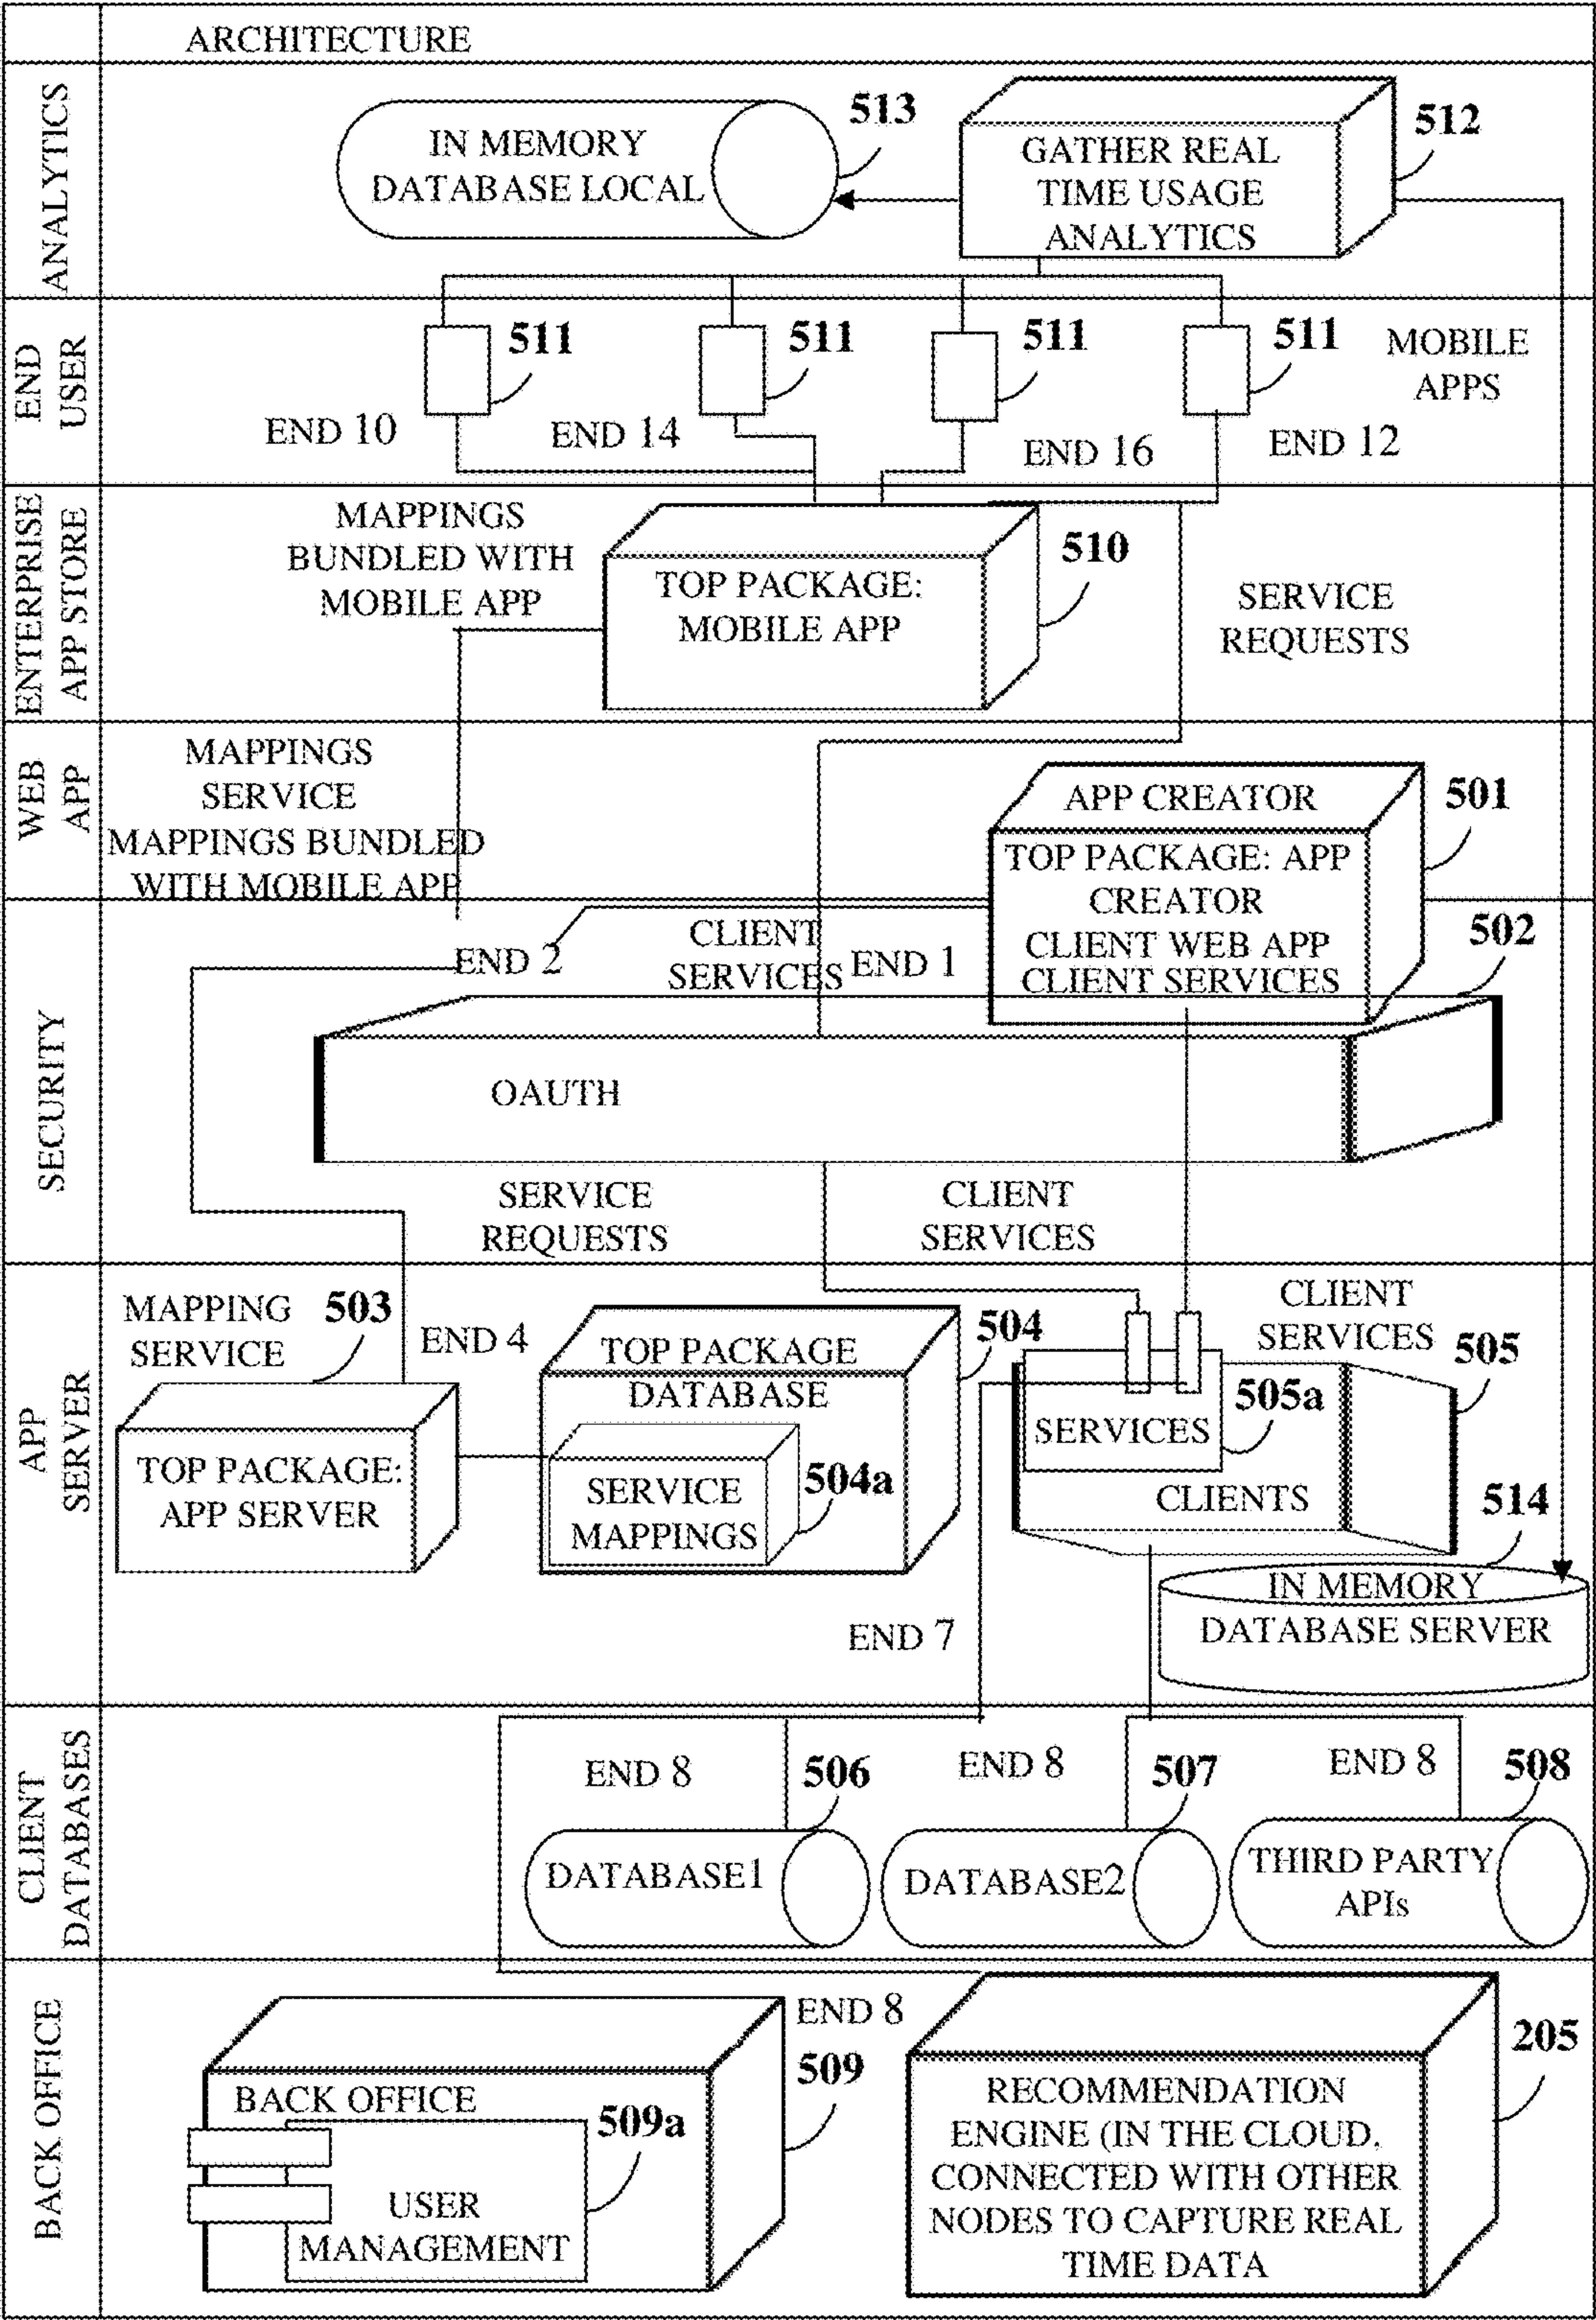 ARCHITECTURE
ANALYTICS
IN MEMORY
DATABASE LOCAL
513
GATHER REAL
TIME USAGE
ANALYTICS
512
END
USER
511
511
511
511
MOBILE
APPS
END 10
END 14
END 16
END 12
ENTERPRISE
APP STORE
MAPPINGS
BUNDLED WITH
MOBILE APP
TOP PACKAGE:
MOBILE APP
510
SERVICE
REQUESTS
WEB
APP
MAPPINGS
SERVICE
MAPPINGS BUNDLED
WITH MOBILE APP
APP CREATOR
TOP PACKAGE: APP
CREATOR
CLIENT WEB APP
CLIENT SERVICES
501
SECURITY
END 2
CLIENT
SERVICES
END 1
502
OAUTH
SERVICE
REQUESTS
CLIENT
SERVICES
APP
SERVER
MAPPING
SERVICE
503
END 4
TOP PACKAGE:
APP SERVER
TOP PACKAGE
DATABASE
504
SERVICE
MAPPINGS
504a
CLIENT
SERVICES
505
SERVICES
505a
CLIENTS
514
IN MEMORY
DATABASE SERVER
END 7
CLIENT
DATABASES
END 8
506
END 8
507
END 8
508
DATABASE1
DATABASE2
THIRD PARTY
APIs
BACK OFFICE
END 8
509
BACK OFFICE
509a
USER
MANAGEMENT
205
RECOMMENDATION
ENGINE (IN THE CLOUD,
CONNECTED WITH OTHER
NODES TO CAPTURE REAL
TIME DATA